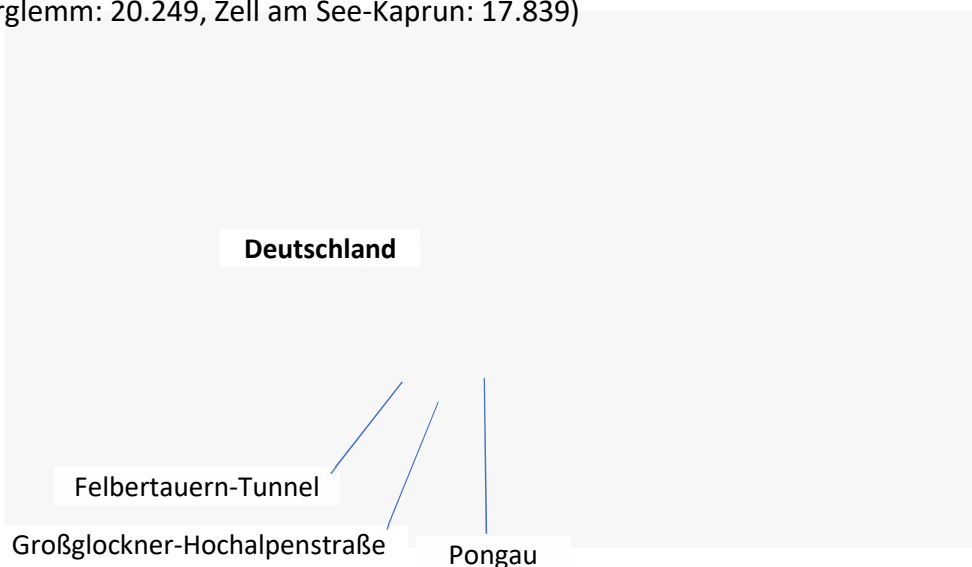 rglemm: 20.249, Zell am See-Kaprun: 17.839)
Deutschland
Felbertauern-Tunnel
Großglockner-Hochalpenstraße
Pongau